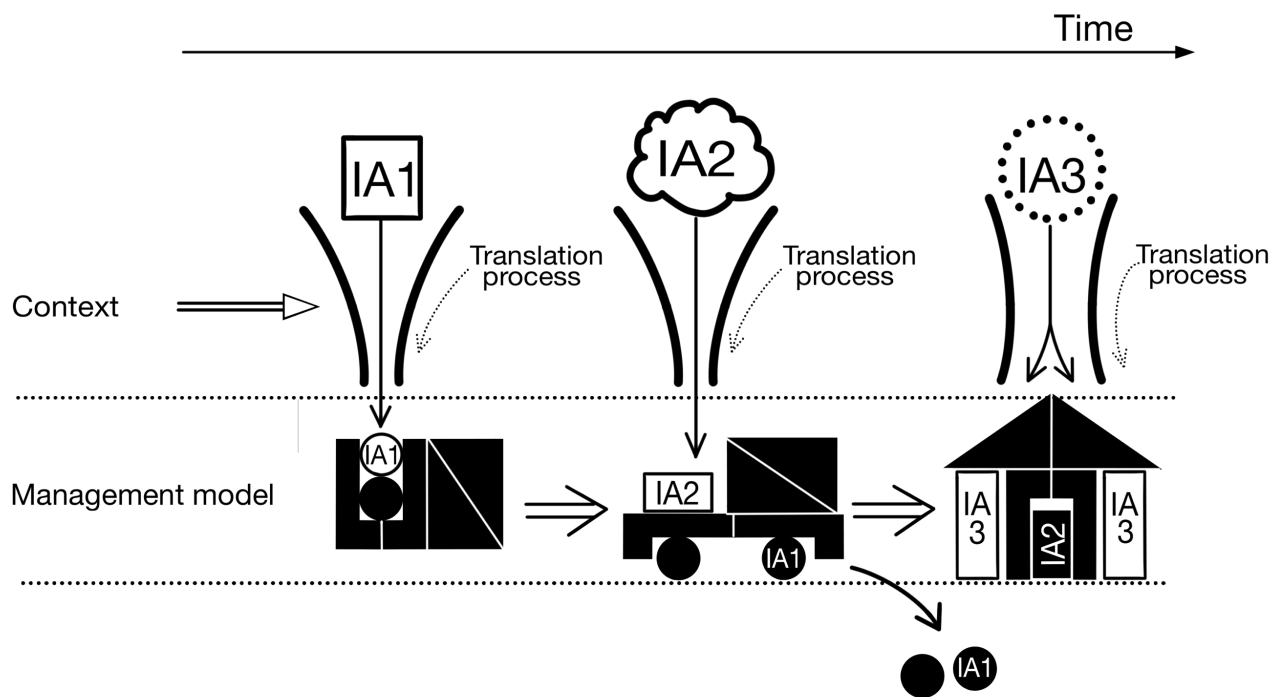 Time
IA1
IA2
IA3
Translation
process
Translation
process
Translation
process
Context
IA1
Management model
IA2
IA1
IA
3
IA2
IA
3
IA1